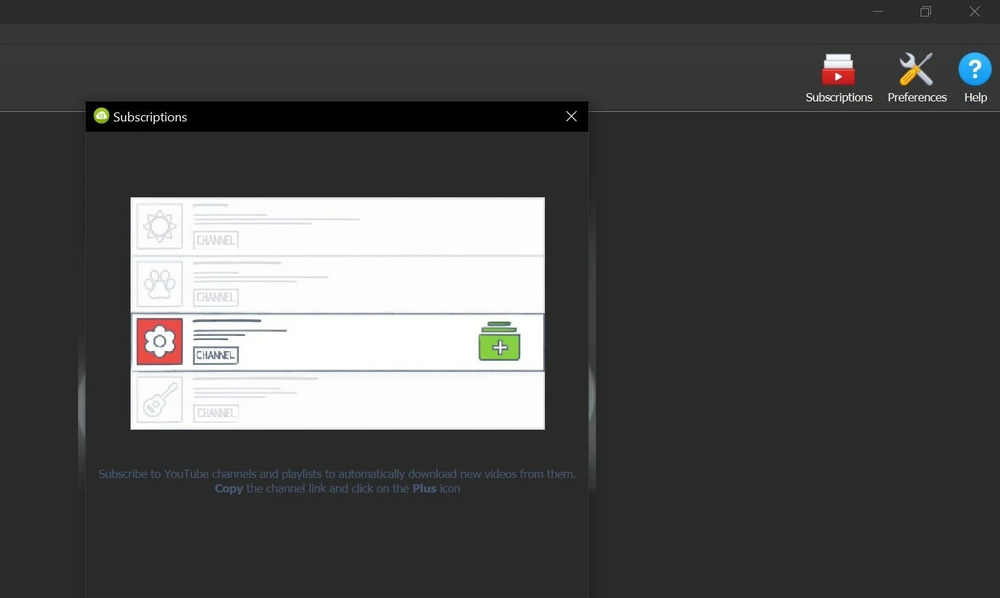 Subscriptions
Preferences
Help
Subscriptions
CHANNEL
CHANNEL
CHANNEL
CHANNEL
Subscribe to YouTube channels and playlists to automatically download new videos from them.
Copy the channel link and click on the Plus icon